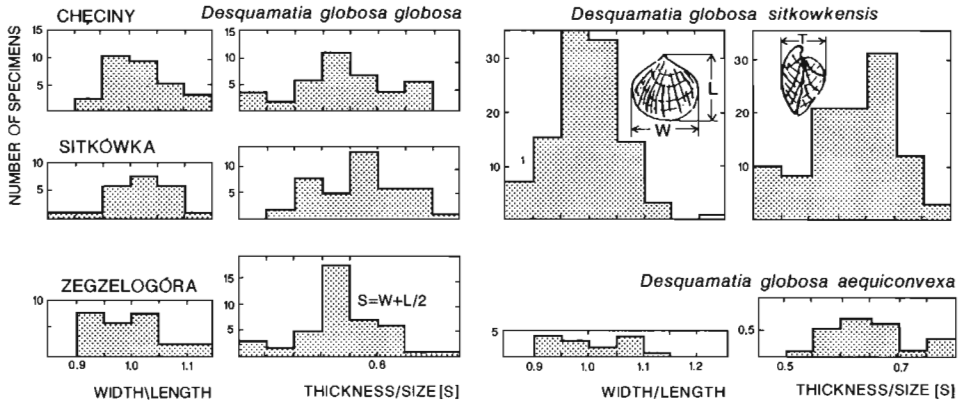 CHĘCINY
Desquamatia globosa globosa
Desquamatia globosa sitkowkensis
NUMBER OF SPECIMENS
15
10
5
15
10
5
30
20
10
30
20
10
L
W
T
SITKÓWKA
10
5
10
5
ZEGZELOGÓRA
10
15
10
5
S=W+L/2
Desquamatia globosa aequiconvexa
5
0.5
0.9 1.0 1.1
0.6
0.9 1.0 1.1 1.2
0.5 0.7
WIDTH\LENGTH
THICKNESS/SIZE [S]
WIDTH/LENGTH
THICKNESS/SIZE [S]